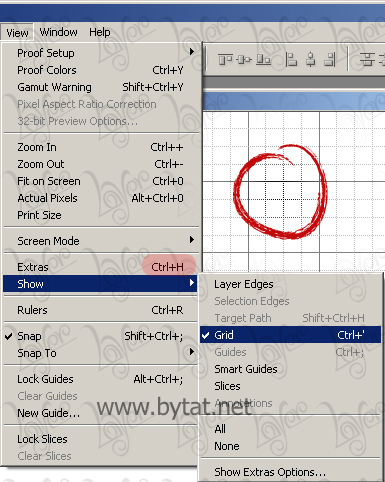 View Window Help
Proof Setup
Proof Colors Ctrl+Y
Gamut Warning Shift+Ctrl+Y
Pixel Aspect Ratio Correction
32-bit Preview Options...
Zoom In Ctrl++
Zoom Out Ctrl+-
Fit on Screen Ctrl+0
Actual Pixels Alt+Ctrl+0
Print Size
Screen Mode
Extras Ctrl+H
Show
Rulers Ctrl+R
Snap Shift+Ctrl+;
Snap To
Lock Guides Alt+Ctrl+;
Clear Guides
New Guide...
Lock Slices
Clear Slices
Layer Edges
Selection Edges
Target Path Shift+Ctrl+H
Grid Ctrl+'
Guides Ctrl+;
Smart Guides
Slices
Annotations
All
None
Show Extras Options...
www.bytat.net